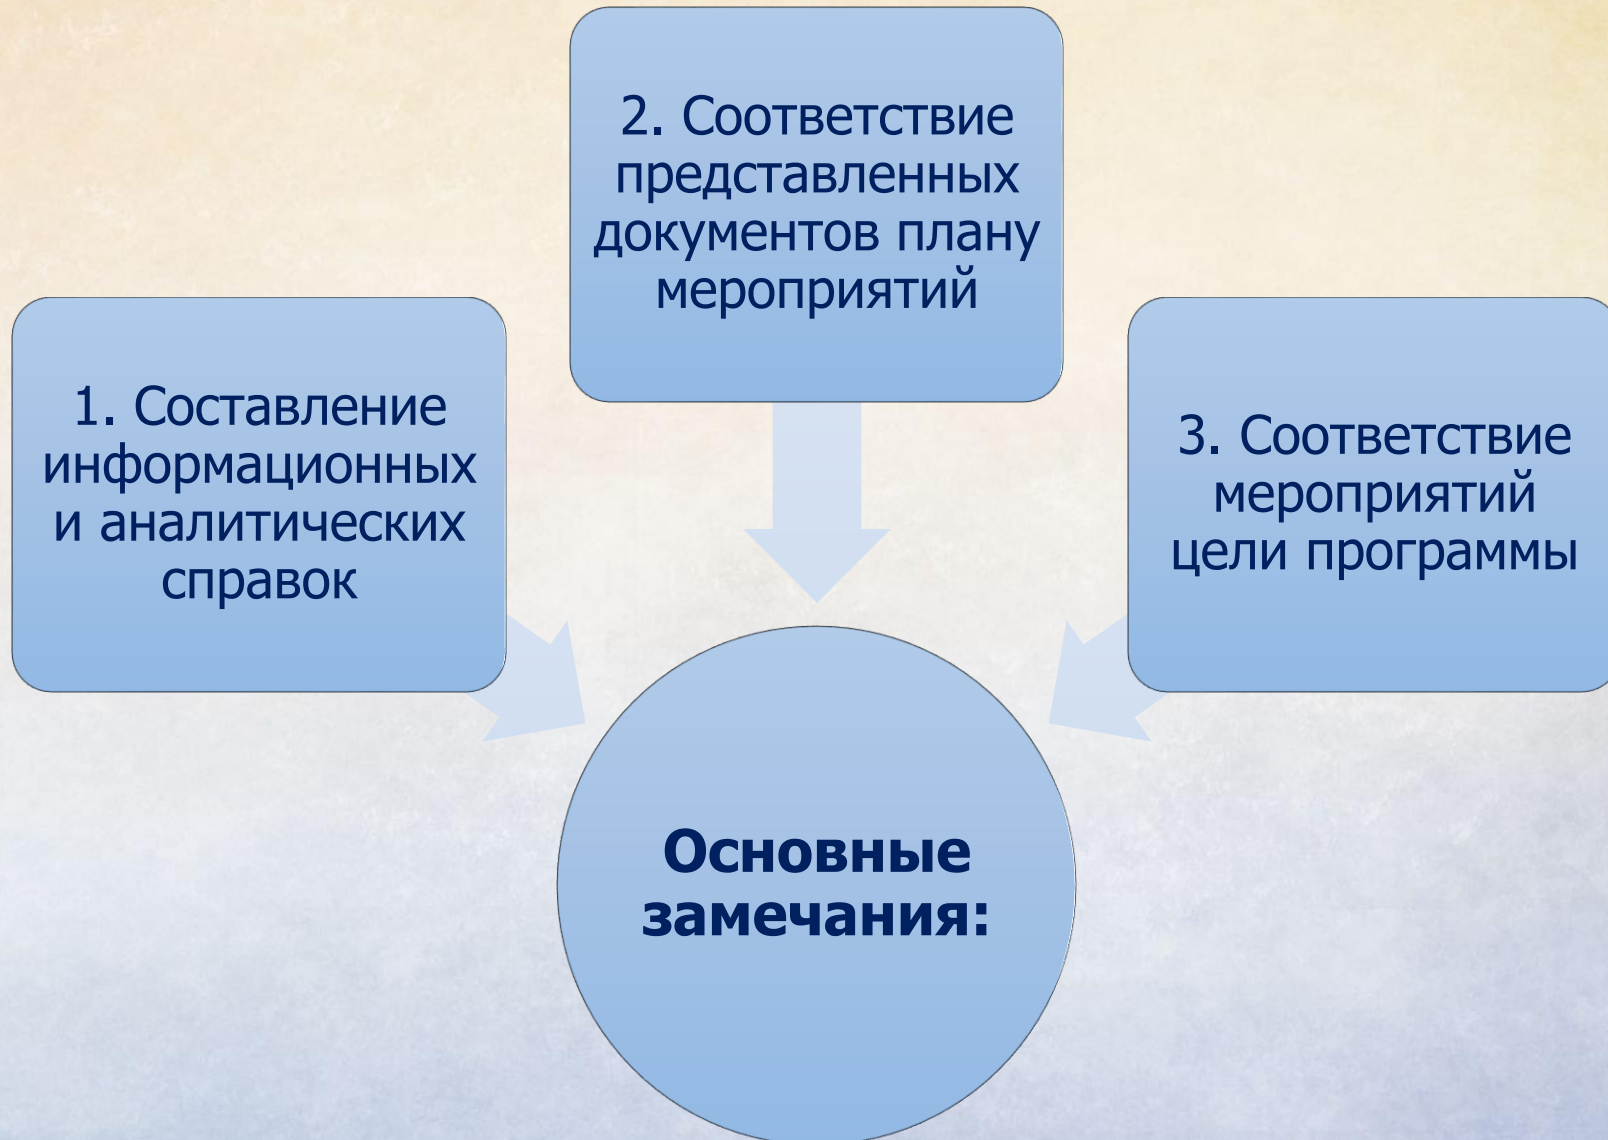 1. Составление
информационных
и аналитических
справок
2. Соответствие
представленных
документов плану
мероприятий
3. Соответствие
мероприятий
цели программы
Основные
замечания: